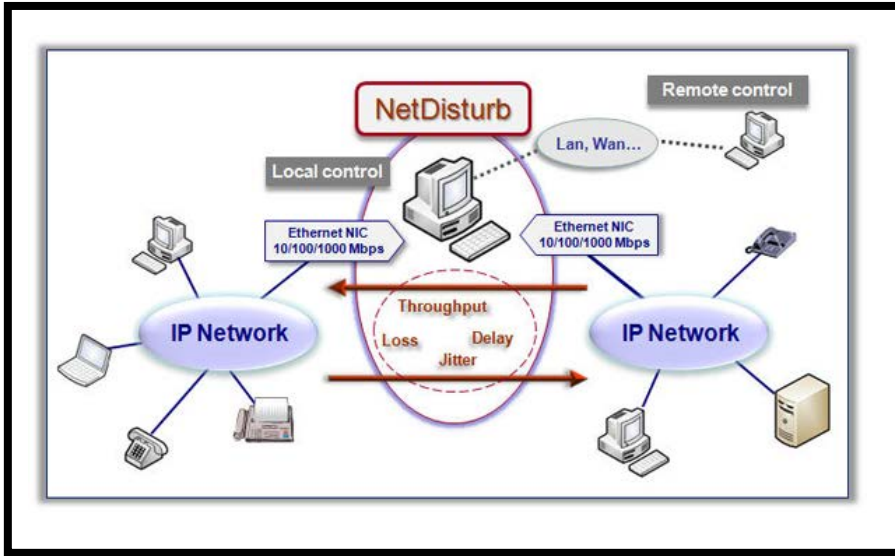 NetDisturb
Remote control
Lan, Wan...
Local control
Ethernet NIC
10/100/1000 Mbps
Ethernet NIC
10/100/1000 Mbps
Throughput
Loss
Delay
Jitter
IP Network
IP Network